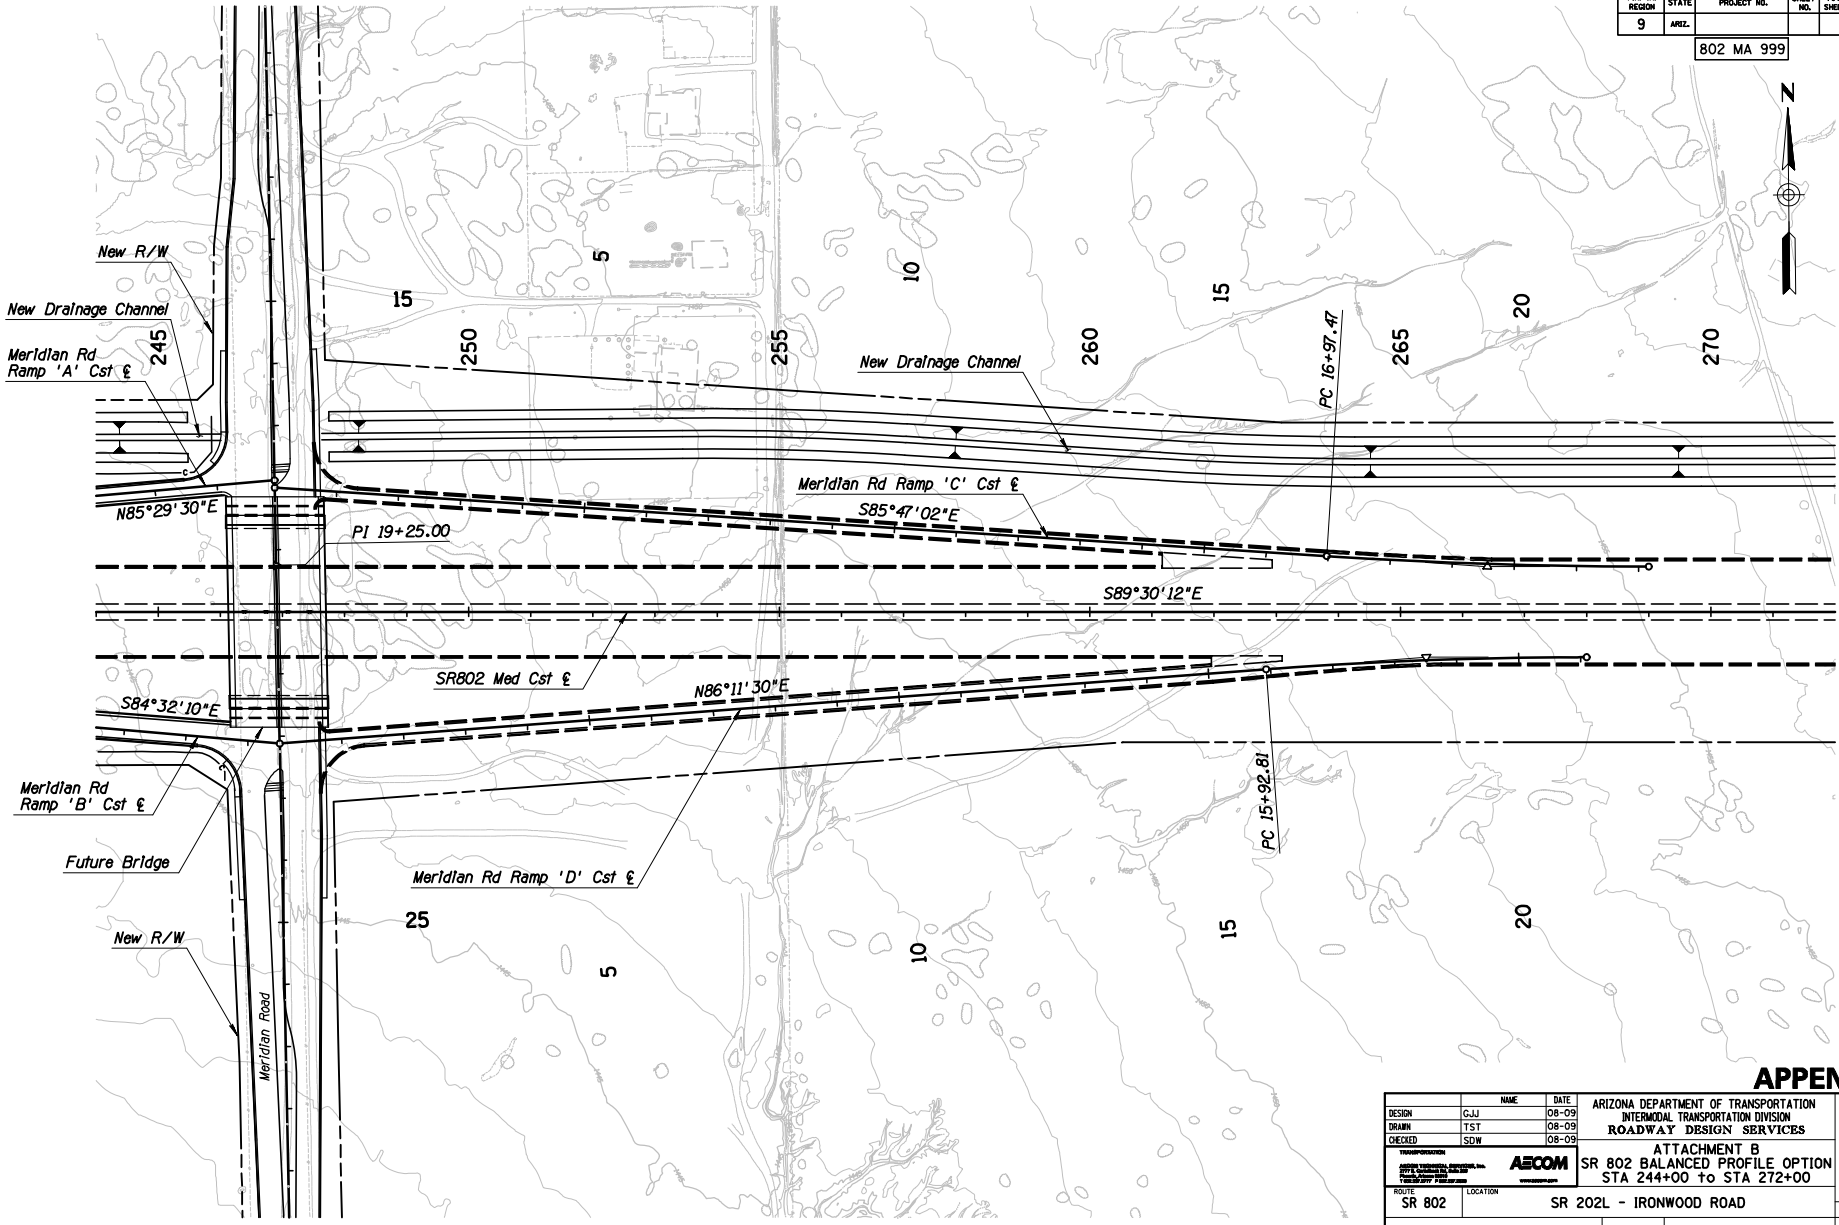 REGION STATE PROJECT NO. NO.
9 ARIZ.
802 MA 999
N
New R/W
New Drainage Channel
Meridian Rd
Ramp 'A' Cst ℄
245
15
250
5
255
10
260
15
265
20
270
New Drainage Channel
PC 16+97.47
Meridian Rd Ramp 'C' Cst ℄
S85°47'02"E
N85°29'30"E
PI 19+25.00
S89°30'12"E
SR802 Med Cst ℄
N86°11'30"E
S84°32'10"E
Meridian Rd
Ramp 'B' Cst ℄
Future Bridge
Meridian Rd Ramp 'D' Cst ℄
PC 15+92.81
New R/W
Meridian Road
25
5
10
15
20
APPEN
NAME DATE
DESIGN GJJ 08-09
DRAWN TST 08-09
CHECKED SDW 08-09
ARIZONA DEPARTMENT OF TRANSPORTATION
INTERMODAL TRANSPORTATION DIVISION
ROADWAY DESIGN SERVICES
TRANSPORTATION
AECOM
ATTACHMENT B
SR 802 BALANCED PROFILE OPTION
STA 244+00 to STA 272+00
ROUTE
SR 802
LOCATION
SR 202L - IRONWOOD ROAD